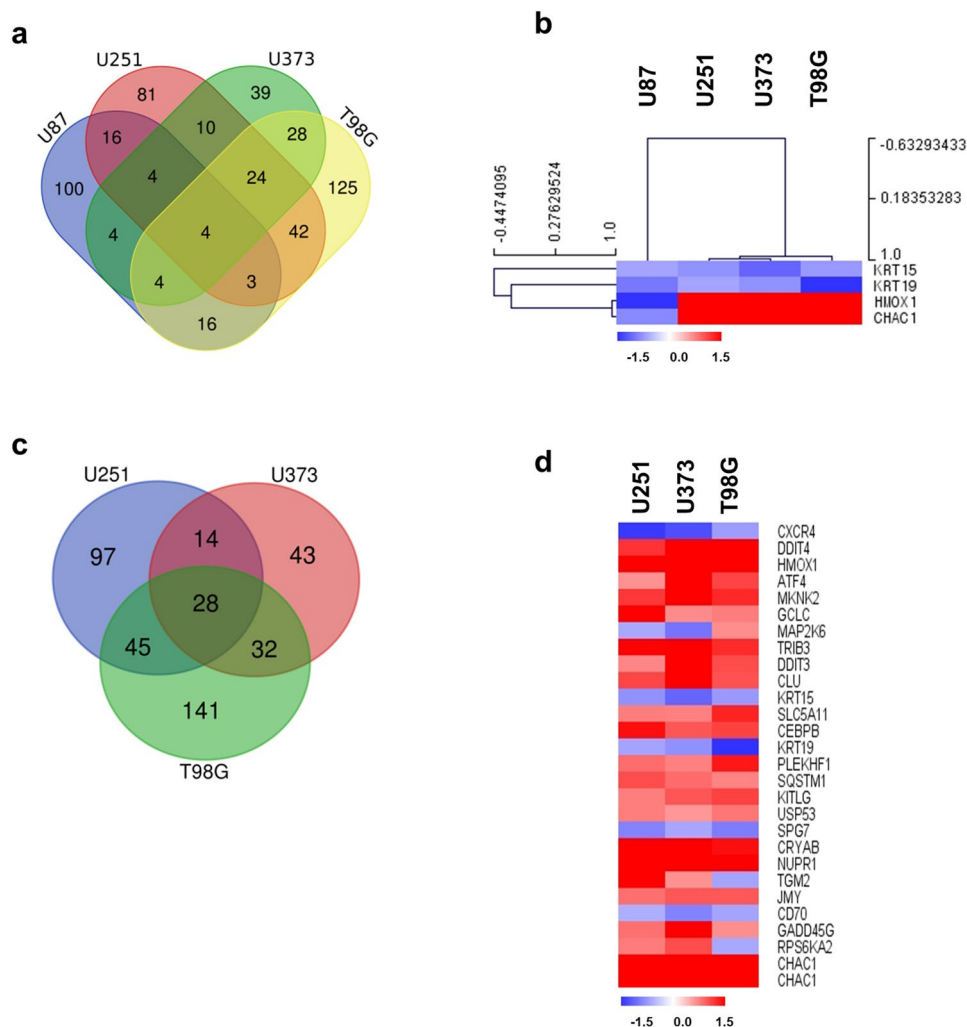 a
U251
U373
U87
T98G
81
39
16
10
28
100
4
24
125
4
4
42
4
3
16
b
U87
U251
U373
T98G
-0.4474095
0.27629524
1.0
-0.63293433
0.18353283
1.0
KRT15
KRT19
HMOX1
CHAC1
-1.5 0.0 1.5
c
U251
U373
97
14
43
28
45
32
141
T98G
d
U251
U373
T98G
CXCR4
DDIT4
HMOX1
ATF4
MKNK2
GCLC
MAP2K6
TRIB3
DDIT3
CLU
KRT15
SLC5A11
CEBPB
KRT19
PLEKHF1
SQSTM1
KITLG
USP53
SPG7
CRYAB
NUPR1
TGM2
JMY
CD70
GADD45G
RPS6KA2
CHAC1
CHAC1
-1.5 0.0 1.5